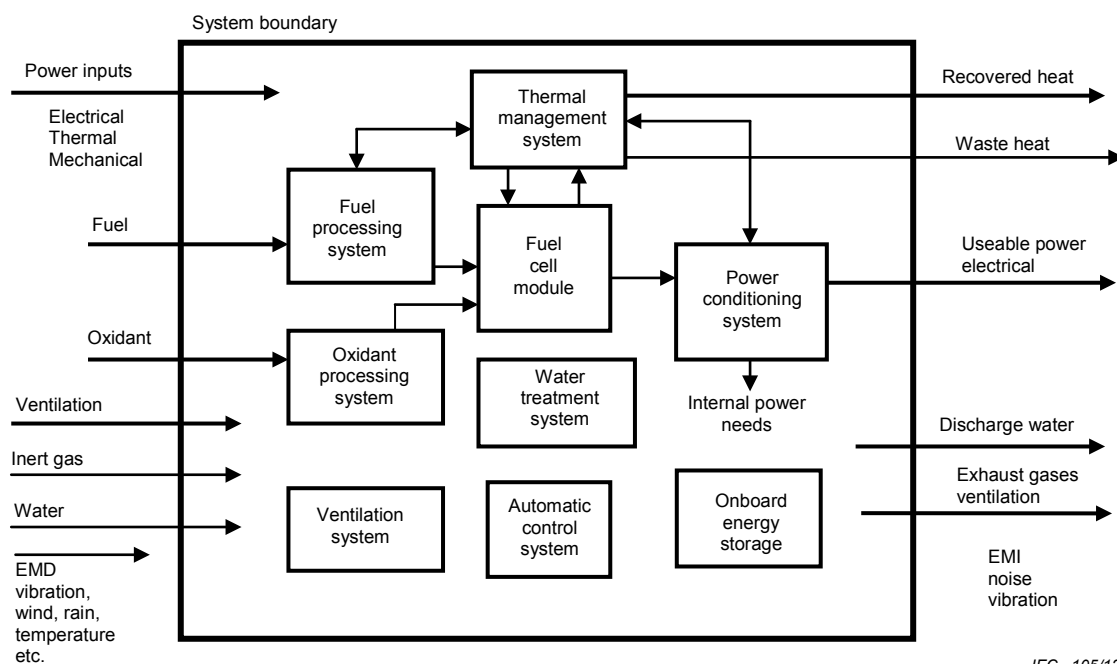 System boundary
Power inputs
Electrical
Thermal
Mechanical
Fuel
Oxidant
Ventilation
Inert gas
Water
EMD
vibration,
wind, rain,
temperature
etc.
Thermal
management
system
Fuel
processing
system
Fuel
cell
module
Power
conditioning
system
Oxidant
processing
system
Water
treatment
system
Internal power
needs
Ventilation
system
Automatic
control
system
Onboard
energy
storage
Recovered heat
Waste heat
Useable power
electrical
Discharge water
Exhaust gases
ventilation
EMI
noise
vibration